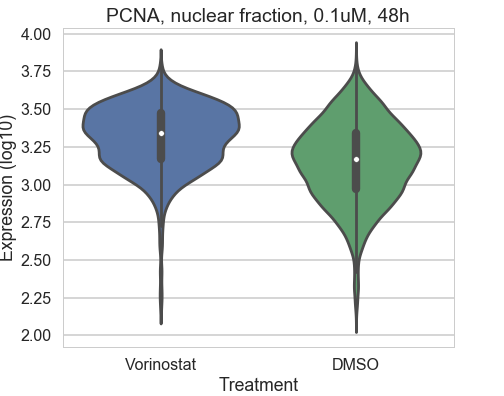 PCNA, nuclear fraction, 0.1uM, 48h
Expression (log10)
4.00
3.75
3.50
3.25
3.00
2.75
2.50
2.25
2.00
Vorinostat DMSO
Treatment